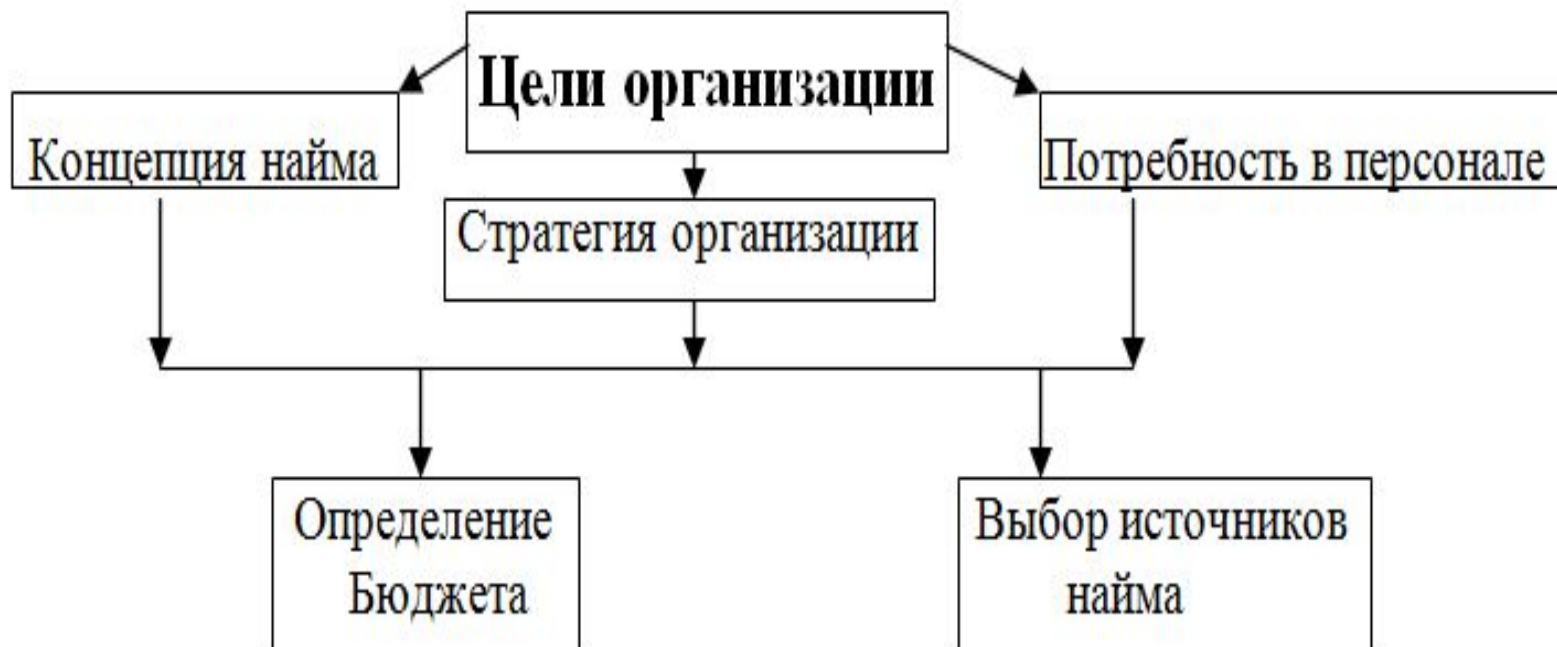 Цели организации
Концепция найма
Потребность в персонале
Стратегия организации
Определение
Бюджета
Выбор источников
найма